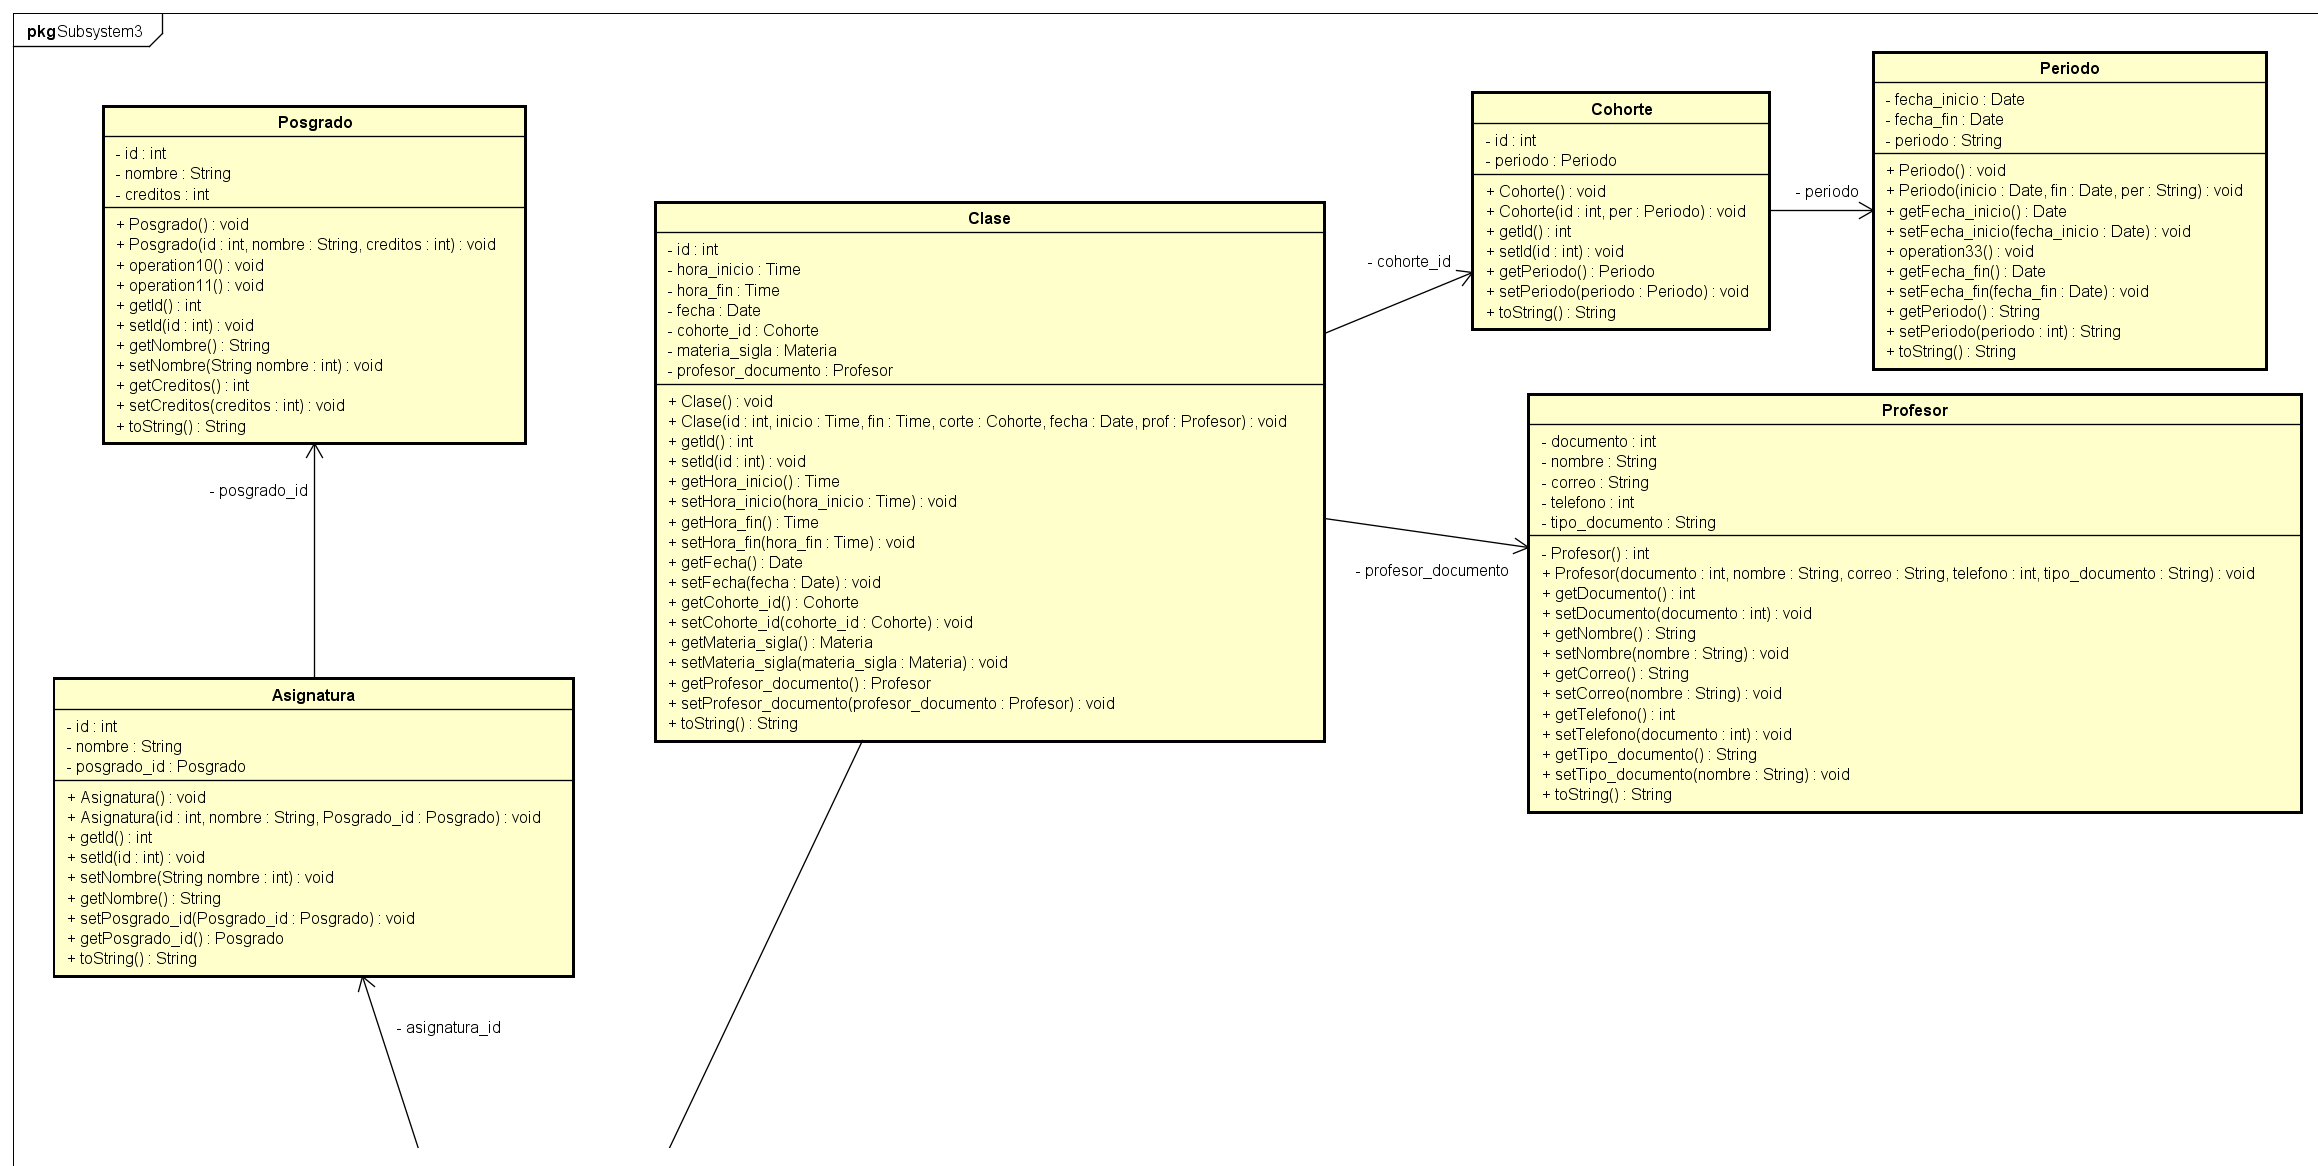 pkg Subsystem3
Posgrado
- id : int
- nombre : String
- creditos : int
+ Posgrado() : void
+ Posgrado(id : int, nombre : String, creditos : int) : void
+ operation10() : void
+ operation11() : void
+ getId() : int
+ setId(id : int) : void
+ getNombre() : String
+ setNombre(String nombre : int) : void
+ getCreditos() : int
+ setCreditos(creditos : int) : void
+ toString() : String
- posgrado_id
Asignatura
- id : int
- nombre : String
- posgrado_id : Posgrado
+ Asignatura() : void
+ Asignatura(id : int, nombre : String, Posgrado_id : Posgrado) : void
+ getId() : int
+ setId(id : int) : void
+ setNombre(String nombre : int) : void
+ getNombre() : String
+ setPosgrado_id(Posgrado_id : Posgrado) : void
+ getPosgrado_id() : Posgrado
+ toString() : String
- asignatura_id
Clase
- id : int
- hora_inicio : Time
- hora_fin : Time
- fecha : Date
- cohorte_id : Cohorte
- materia_sigla : Materia
- profesor_documento : Profesor
+ Clase() : void
+ Clase(id : int, inicio : Time, fin : Time, corte : Cohorte, fecha : Date, prof : Profesor) : void
+ getId() : int
+ setId(id : int) : void
+ getHora_inicio() : Time
+ setHora_inicio(hora_inicio : Time) : void
+ getHora_fin() : Time
+ setHora_fin(hora_fin : Time) : void
+ getFecha() : Date
+ setFecha(fecha : Date) : void
+ getCohorte_id() : Cohorte
+ setCohorte_id(cohorte_id : Cohorte) : void
+ getMateria_sigla() : Materia
+ setMateria_sigla(materia_sigla : Materia) : void
+ getProfesor_documento() : Profesor
+ setProfesor_documento(profesor_documento : Profesor) : void
+ toString() : String
- cohorte_id
Cohorte
- id : int
- periodo : Periodo
+ Cohorte() : void
+ Cohorte(id : int, per : Periodo) : void
+ getId() : int
+ setId(id : int) : void
+ getPeriodo() : Periodo
+ setPeriodo(periodo : Periodo) : void
+ toString() : String
- periodo
Periodo
- fecha_inicio : Date
- fecha_fin : Date
- periodo : String
+ Periodo() : void
+ Periodo(inicio : Date, fin : Date, per : String) : void
+ getFecha_inicio() : Date
+ setFecha_inicio(fecha_inicio : Date) : void
+ operation33() : void
+ getFecha_fin() : Date
+ setFecha_fin(fecha_fin : Date) : void
+ getPeriodo() : String
+ setPeriodo(periodo : int) : String
+ toString() : String
- profesor_documento
Profesor
- documento : int
- nombre : String
- correo : String
- telefono : int
- tipo_documento : String
- Profesor() : int
+ Profesor(documento : int, nombre : String, correo : String, telefono : int, tipo_documento : String) : void
+ getDocumento() : int
+ setDocumento(documento : int) : void
+ getNombre() : String
+ setNombre(nombre : String) : void
+ getCorreo() : String
+ setCorreo(nombre : String) : void
+ getTelefono() : int
+ setTelefono(documento : int) : void
+ getTipo_documento() : String
+ setTipo_documento(nombre : String) : void
+ toString() : String